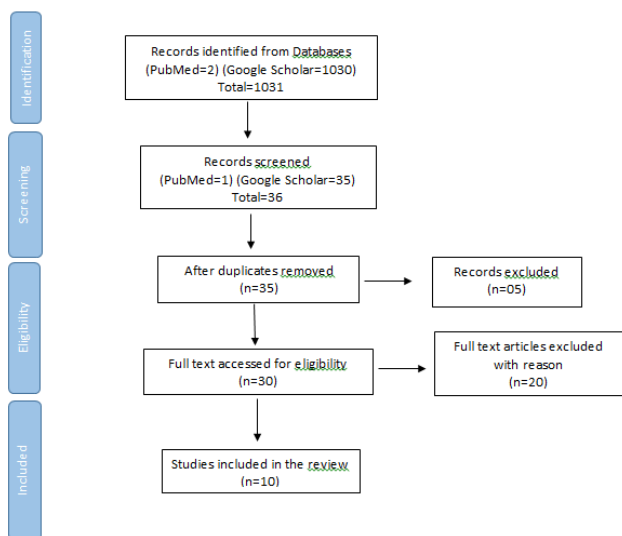 Identification
Records identified from Databases
(PubMed=2) (Google Scholar=1030)
Total=1031
Screening
Records screened
(PubMed=1) (Google Scholar=35)
Total=36
Eligibility
After duplicates removed
(n=35)
Records excluded
(n=05)
Full text accessed for eligibility
(n=30)
Full text articles excluded
with reason
(n=20)
Included
Studies included in the review
(n=10)